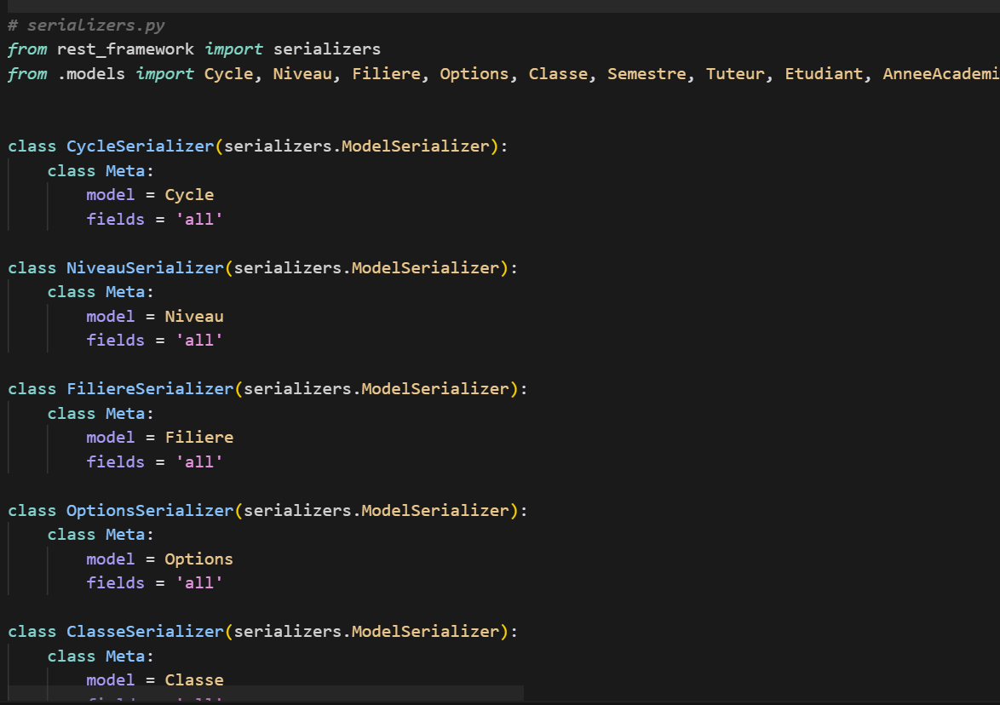 # serializers.py
from rest_framework import serializers
from .models import Cycle, Niveau, Filiere, Options, Classe, Semestre, Tuteur, Etudiant, AnneeAcademi
class CycleSerializer(serializers.ModelSerializer):
    class Meta:
        model = Cycle
        fields = 'all'
class NiveauSerializer(serializers.ModelSerializer):
    class Meta:
        model = Niveau
        fields = 'all'
class FiliereSerializer(serializers.ModelSerializer):
    class Meta:
        model = Filiere
        fields = 'all'
class OptionsSerializer(serializers.ModelSerializer):
    class Meta:
        model = Options
        fields = 'all'
class ClasseSerializer(serializers.ModelSerializer):
    class Meta:
        model = Classe